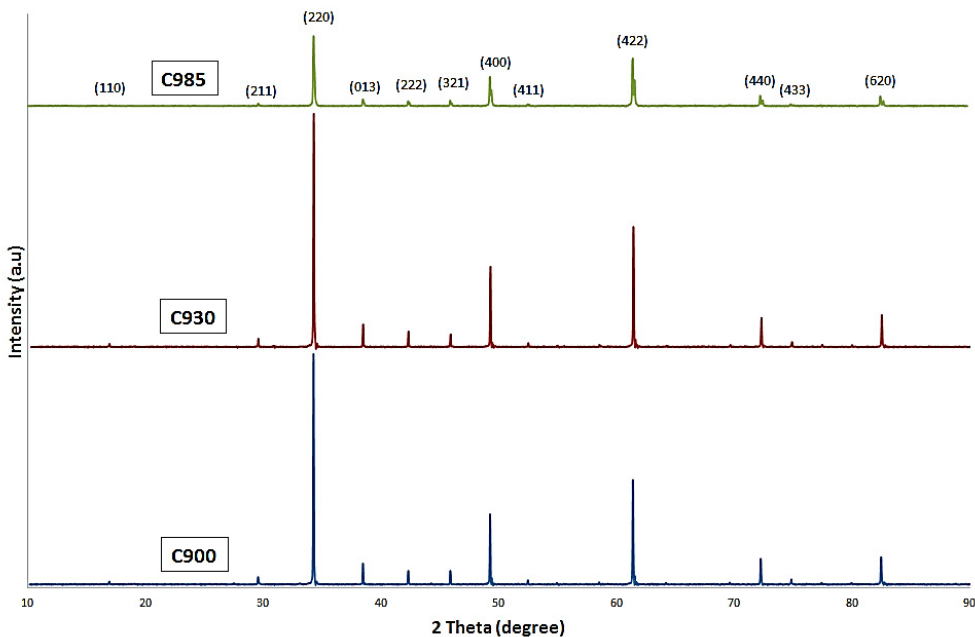 (220)
(422)
(400)
(110)
(211)
(013)
(222)
(321)
(411)
(440)
(433)
(620)
C985
C930
C900
Intensity (a.u)
10 20 30 40 50 60 70 80 90
2 Theta (degree)